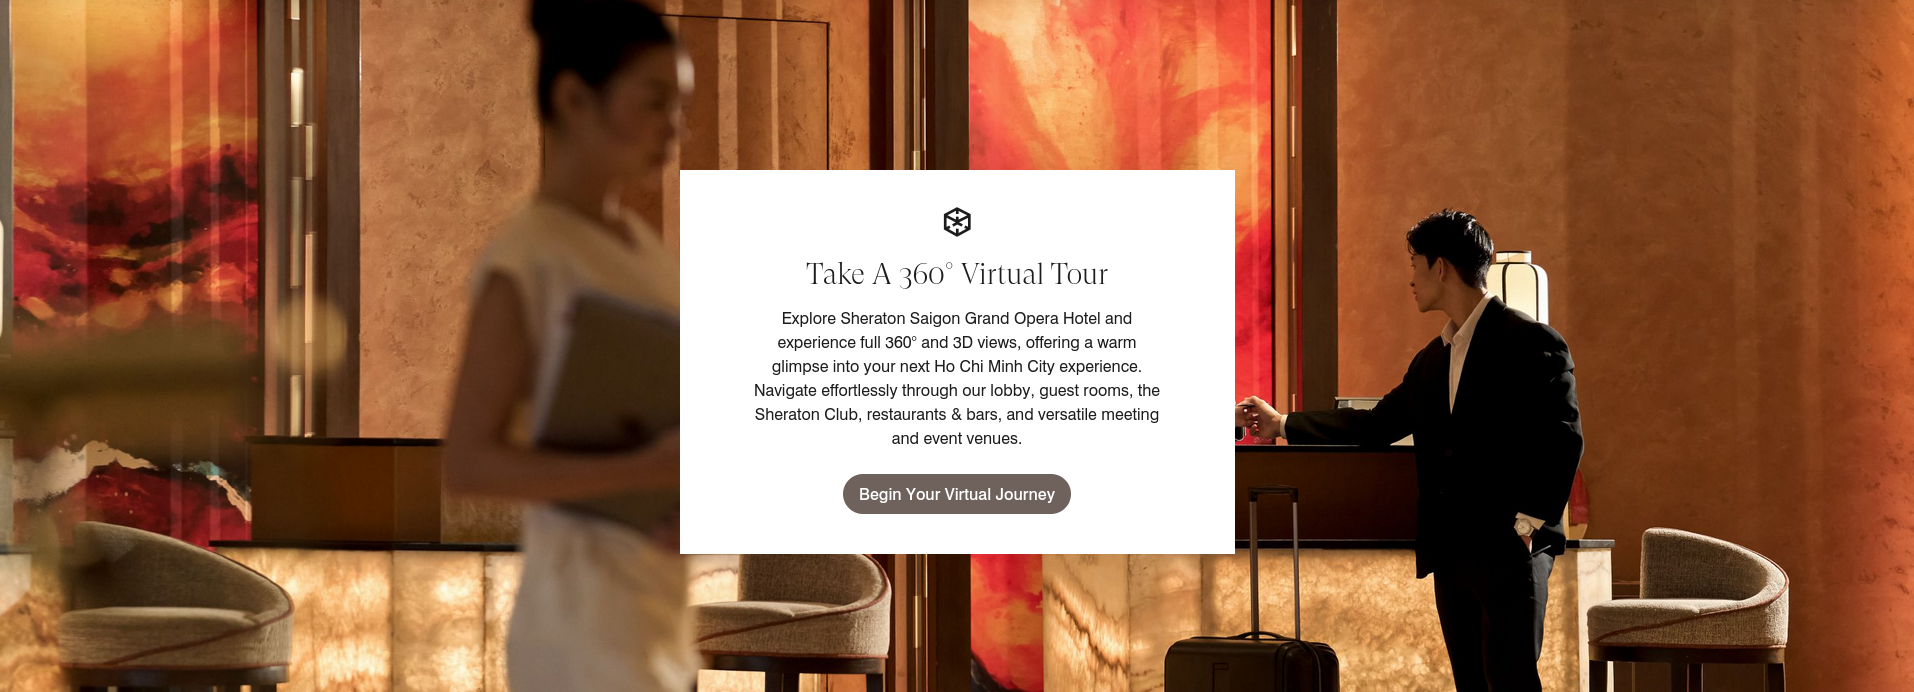 Take A 360° Virtual Tour
Explore Sheraton Saigon Grand Opera Hotel and
experience full 360° and 3D views, offering a warm
glimpse into your next Ho Chi Minh City experience.
Navigate effortlessly through our lobby, guest rooms, the
Sheraton Club, restaurants & bars, and versatile meeting
and event venues.
Begin Your Virtual Journey